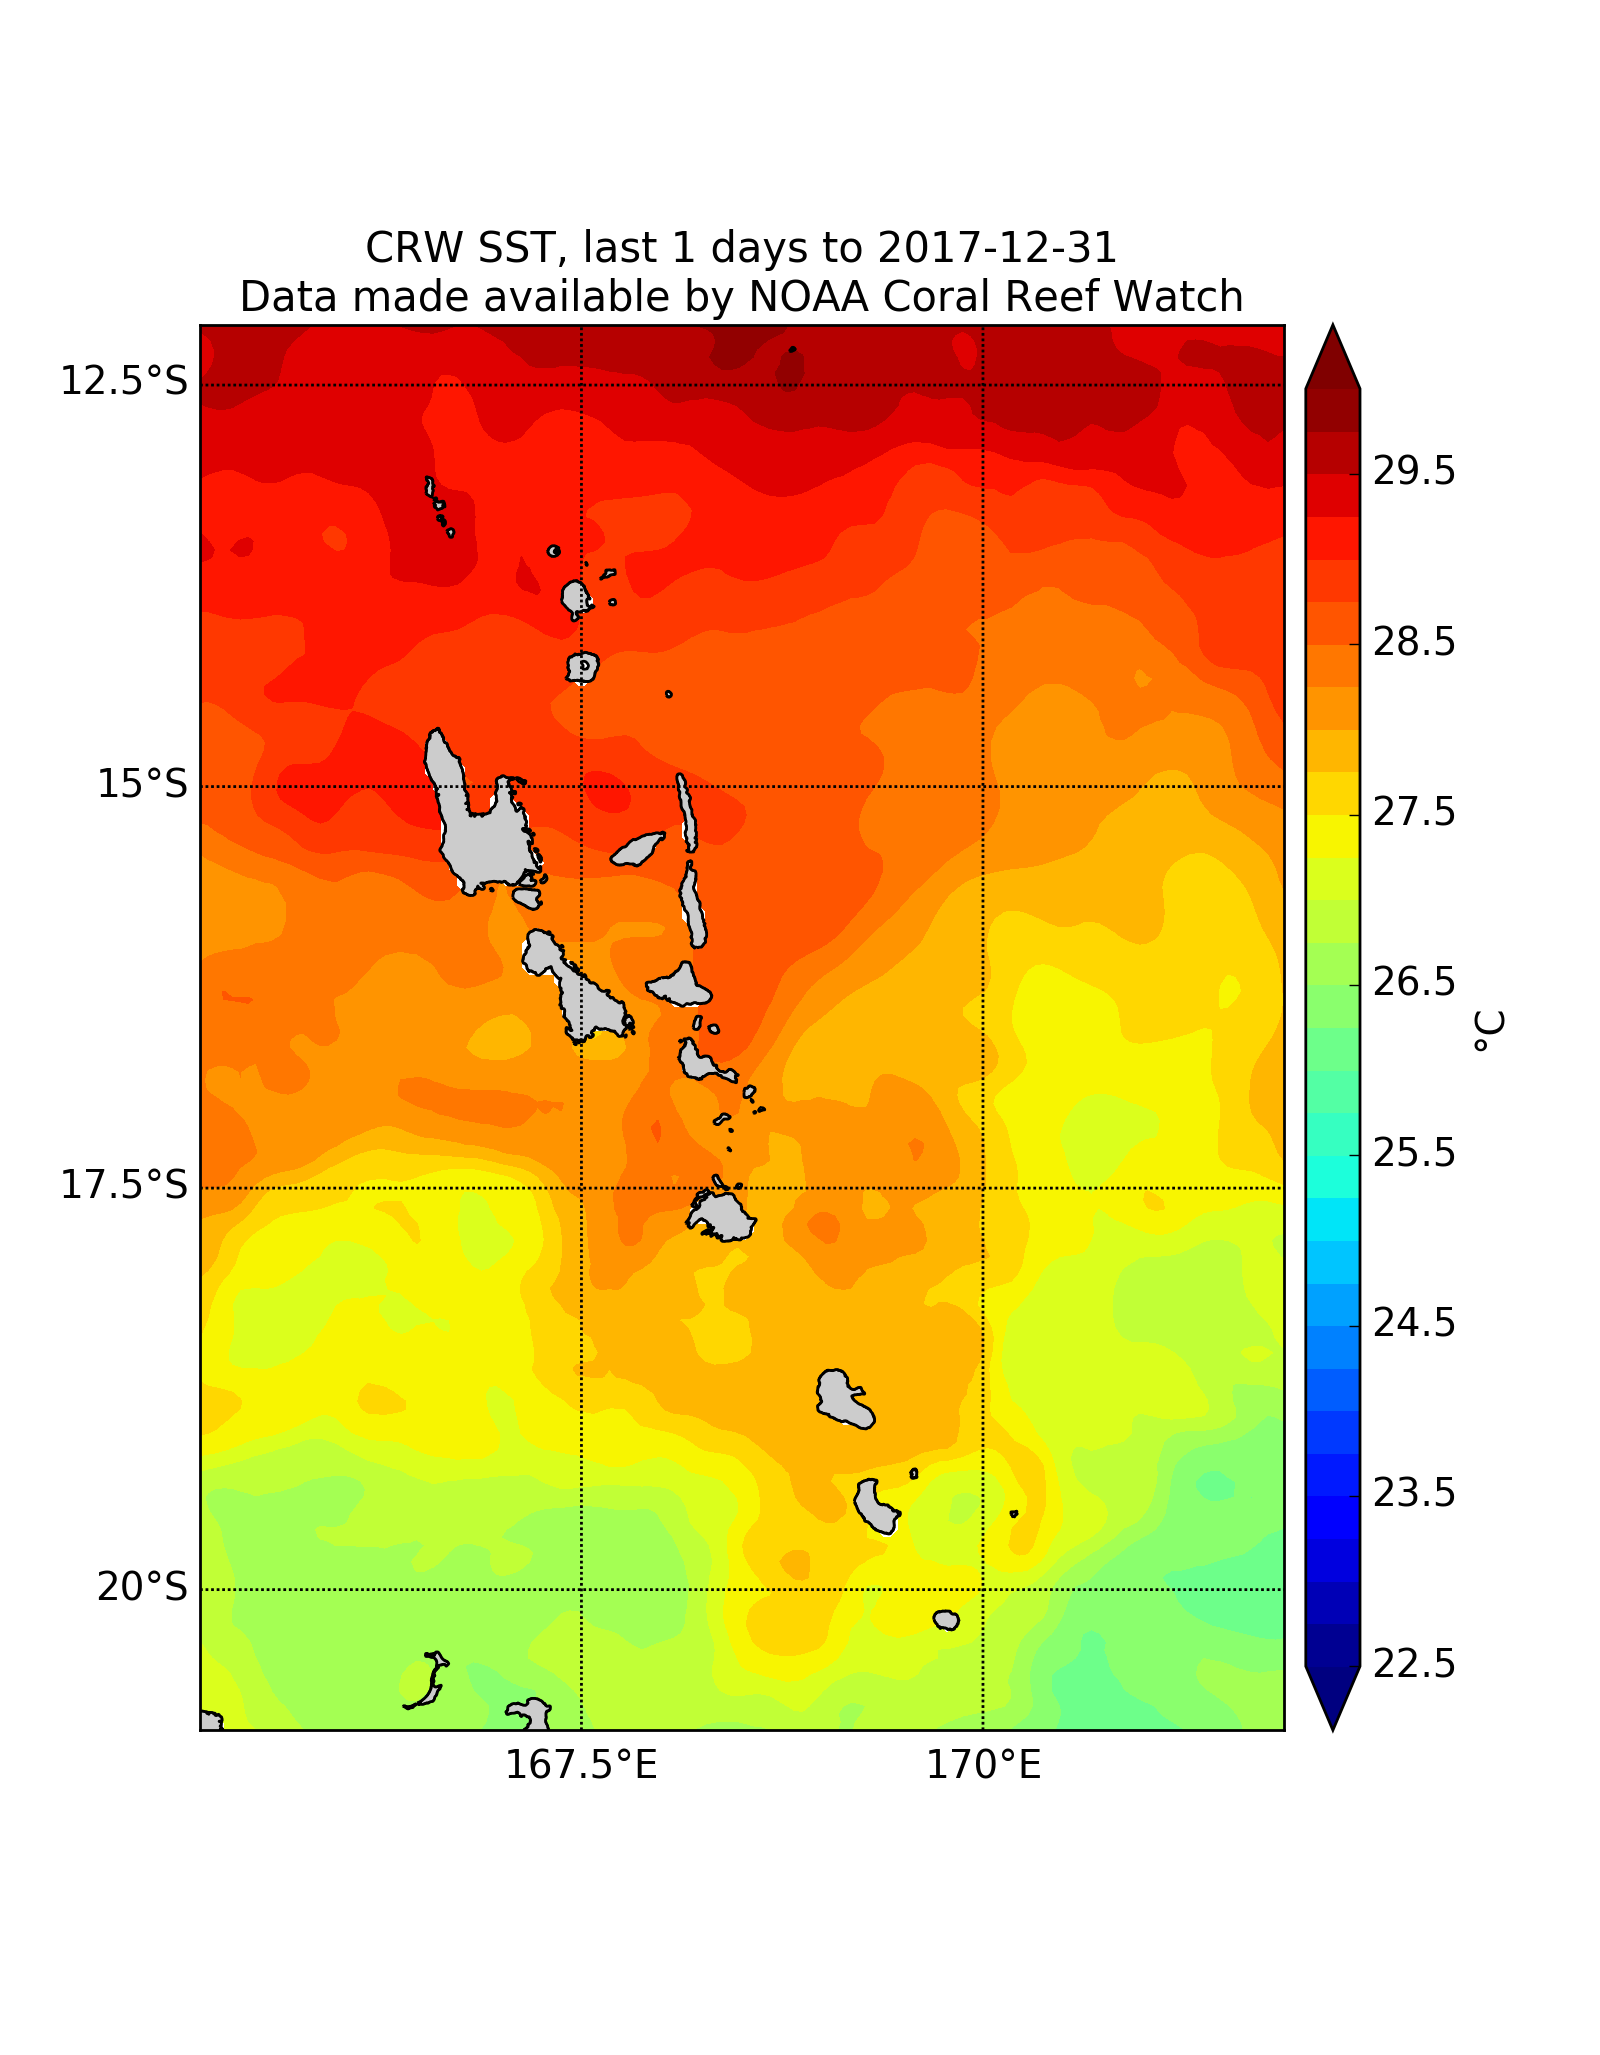 CRW SST, last 1 days to 2017-12-31
Data made available by NOAA Coral Reef Watch
12.5°S
15°S
17.5°S
20°S
167.5°E
170°E
29.5
28.5
27.5
26.5
25.5
24.5
23.5
22.5
°C